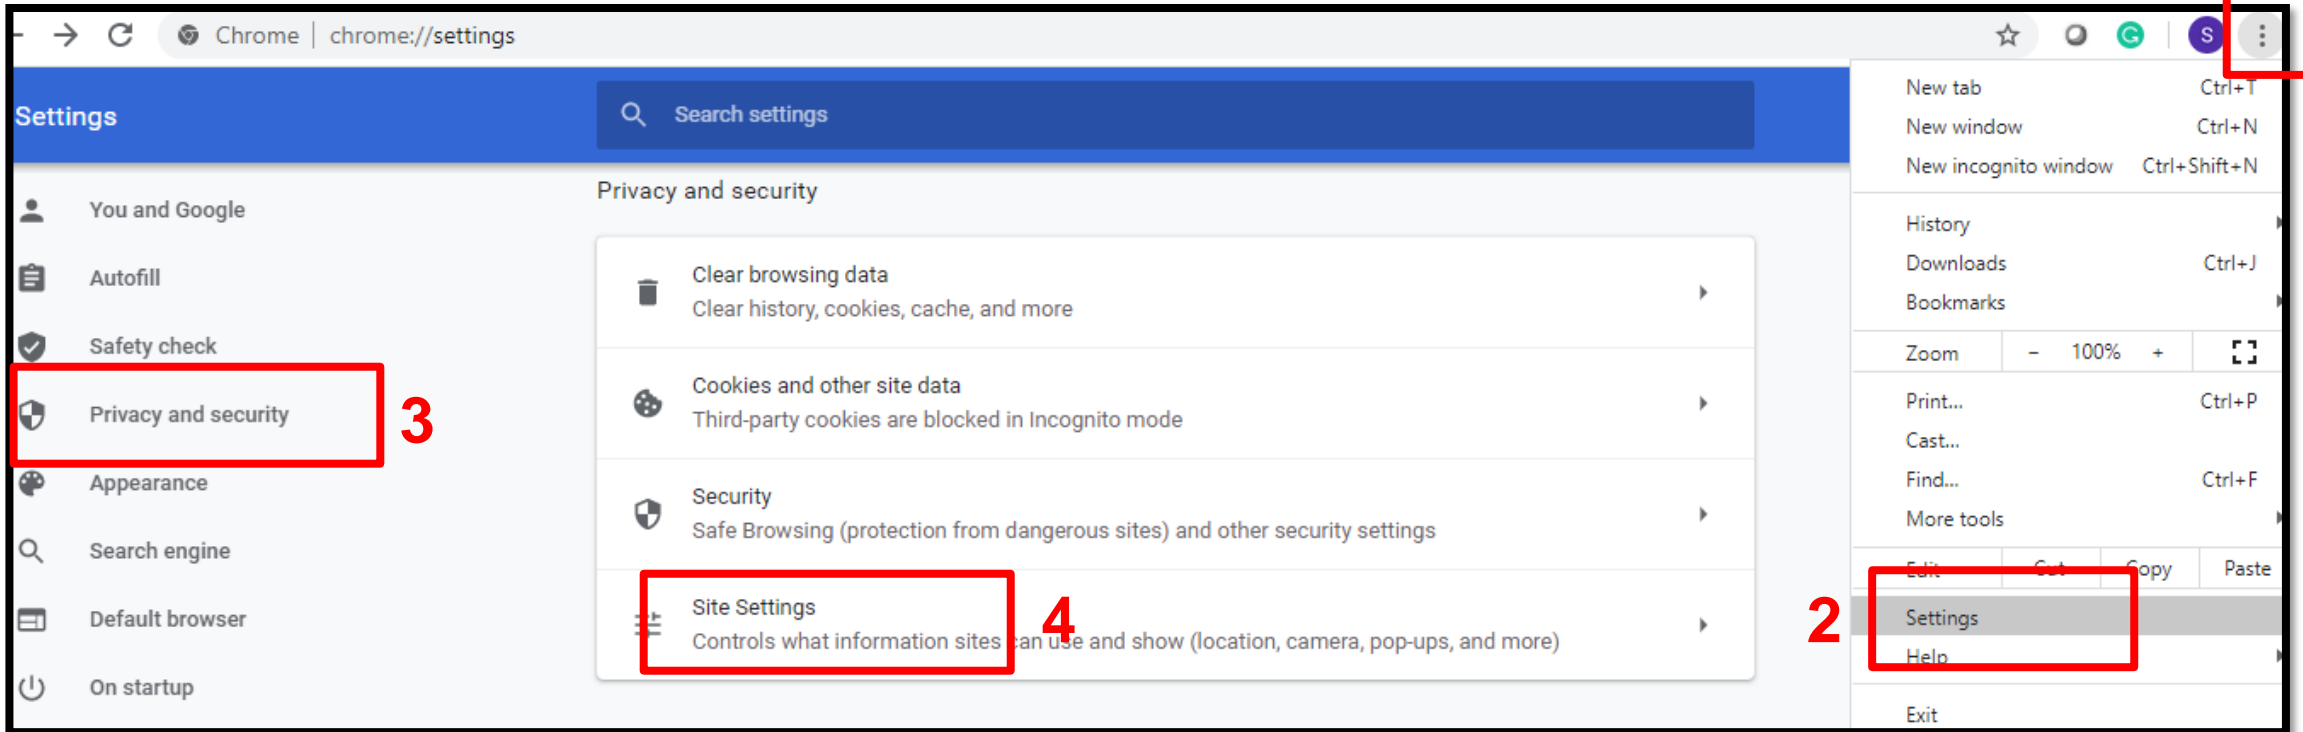 Chrome | chrome://settings
S
Settings
Search settings
You and Google
Autofill
Safety check
Privacy and security
3
Appearance
Search engine
Default browser
On startup
Privacy and security
Clear browsing data
Clear history, cookies, cache, and more
Cookies and other site data
Third-party cookies are blocked in Incognito mode
Security
Safe Browsing (protection from dangerous sites) and other security settings
Site Settings
4
Controls what information sites can use and show (location, camera, pop-ups, and more)
New tab Ctrl+T
New window Ctrl+N
New incognito window Ctrl+Shift+N
History
Downloads Ctrl+J
Bookmarks
Zoom - 100% +
Print... Ctrl+P
Cast...
Find... Ctrl+F
More tools
Edit Cut Copy Paste
2
Settings
Help
Exit